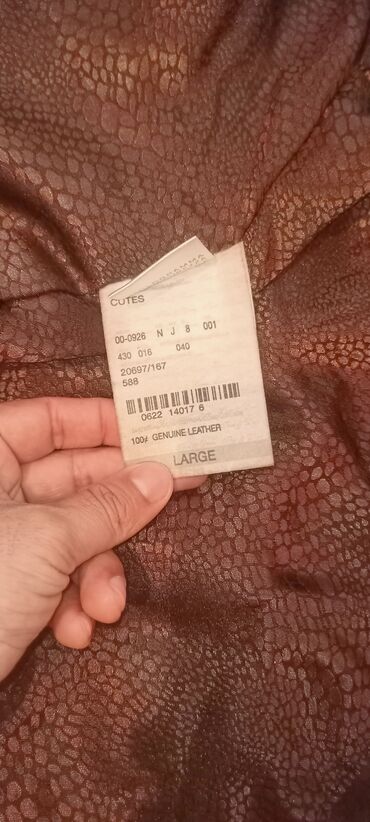 CUTES
00-0926 N J 8 001
430 016 040
20697/167
588
0622 14017 6
100% GENUINE LEATHER
LARGE